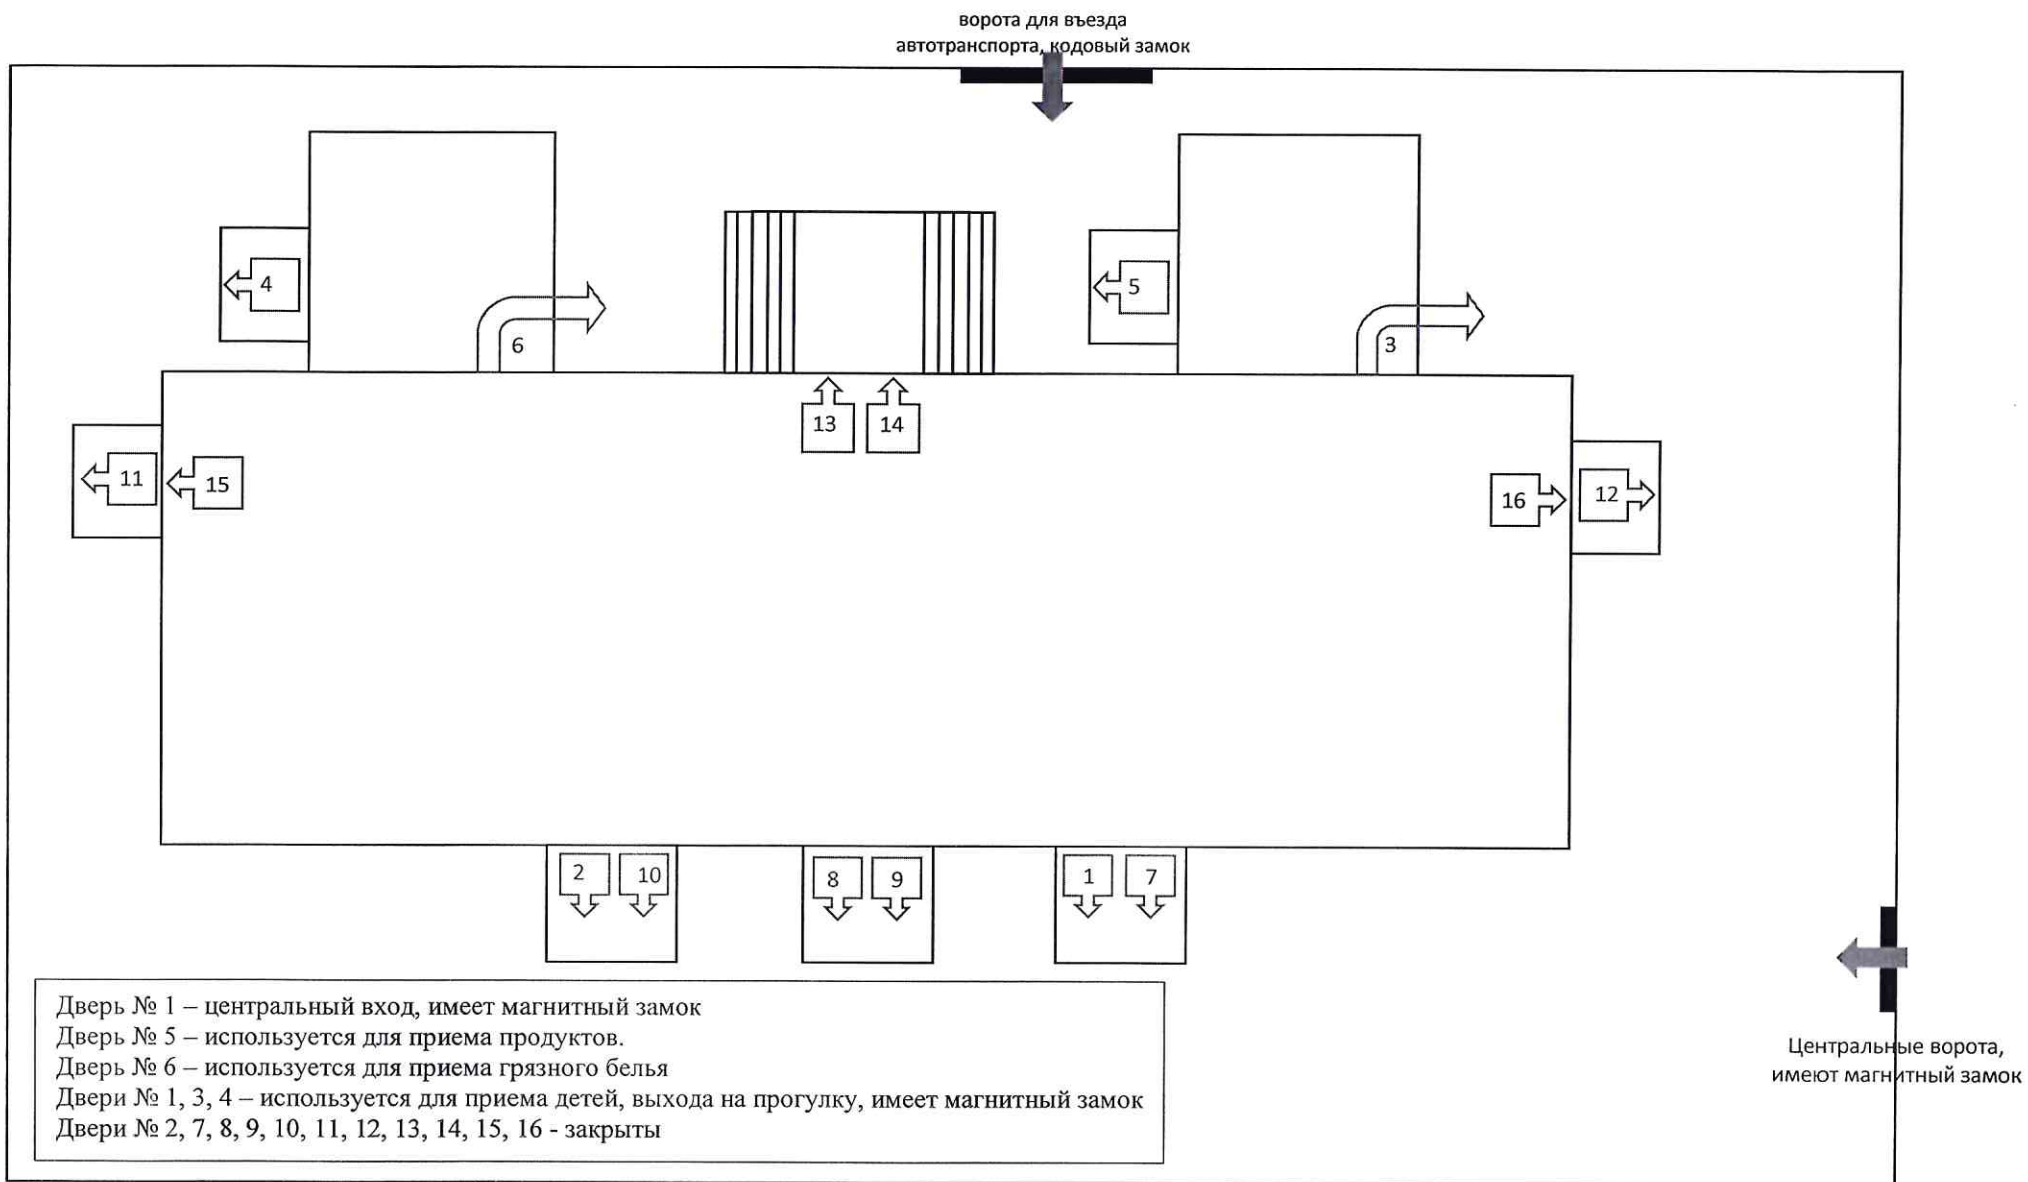 ворота для въезда
автотранспорта, кодовый замок
4
5
6
3
13
14
11
15
16
12
2
10
8
9
1
7
Дверь № 1 – центральный вход, имеет магнитный замок
Дверь № 5 – используется для приема продуктов.
Дверь № 6 – используется для приема грязного белья
Двери № 1, 3, 4 – используется для приема детей, выхода на прогулку, имеет магнитный замок
Двери № 2, 7, 8, 9, 10, 11, 12, 13, 14, 15, 16 - закрыты
Центральные ворота,
имеют магнитный замок